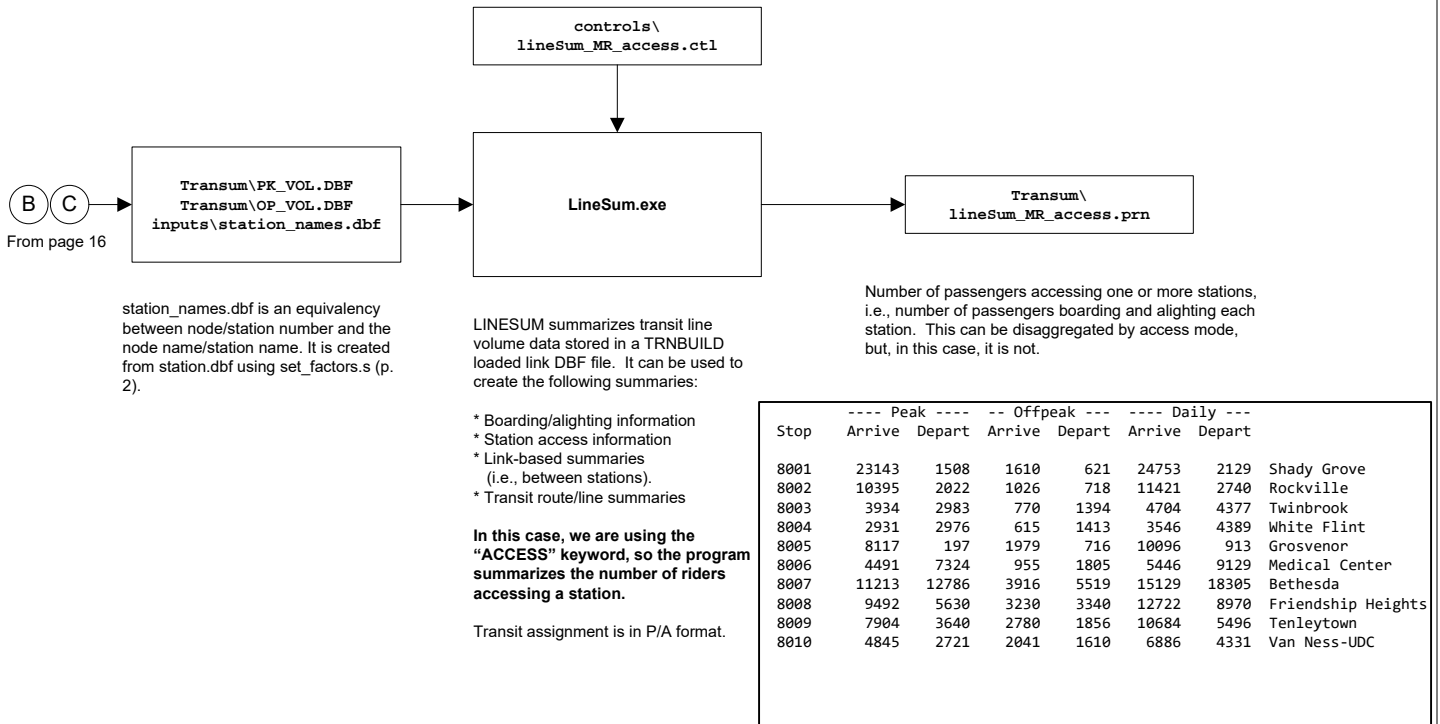 controls\
lineSum_MR_access.ctl
B C
From page 16
Transum\PK_VOL.DBF
Transum\OP_VOL.DBF
inputs\station_names.dbf
LineSum.exe
Transum\
lineSum_MR_access.prn
station_names.dbf is an equivalency
between node/station number and the
node name/station name. It is created
from station.dbf using set_factors.s (p.
2).
LINESUM summarizes transit line
volume data stored in a TRNBUILD
loaded link DBF file.  It can be used to
create the following summaries:
* Boarding/alighting information
* Station access information
* Link-based summaries
(i.e., between stations).
* Transit route/line summaries
In this case, we are using the
“ACCESS” keyword, so the program
summarizes the number of riders
accessing a station.
Transit assignment is in P/A format.
Number of passengers accessing one or more stations,
i.e., number of passengers boarding and alighting each
station.  This can be disaggregated by access mode,
but, in this case, it is not.
---- Peak ---- -- Offpeak --- ---- Daily ---
Stop Arrive Depart Arrive Depart Arrive Depart
8001 23143 1508 1610 621 24753 2129 Shady Grove
8002 10395 2022 1026 718 11421 2740 Rockville
8003 3934 2983 770 1394 4704 4377 Twinbrook
8004 2931 2976 615 1413 3546 4389 White Flint
8005 8117 197 1979 716 10096 913 Grosvenor
8006 4491 7324 955 1805 5446 9129 Medical Center
8007 11213 12786 3916 5519 15129 18305 Bethesda
8008 9492 5630 3230 3340 12722 8970 Friendship Heights
8009 7904 3640 2780 1856 10684 5496 Tenleytown
8010 4845 2721 2041 1610 6886 4331 Van Ness-UDC